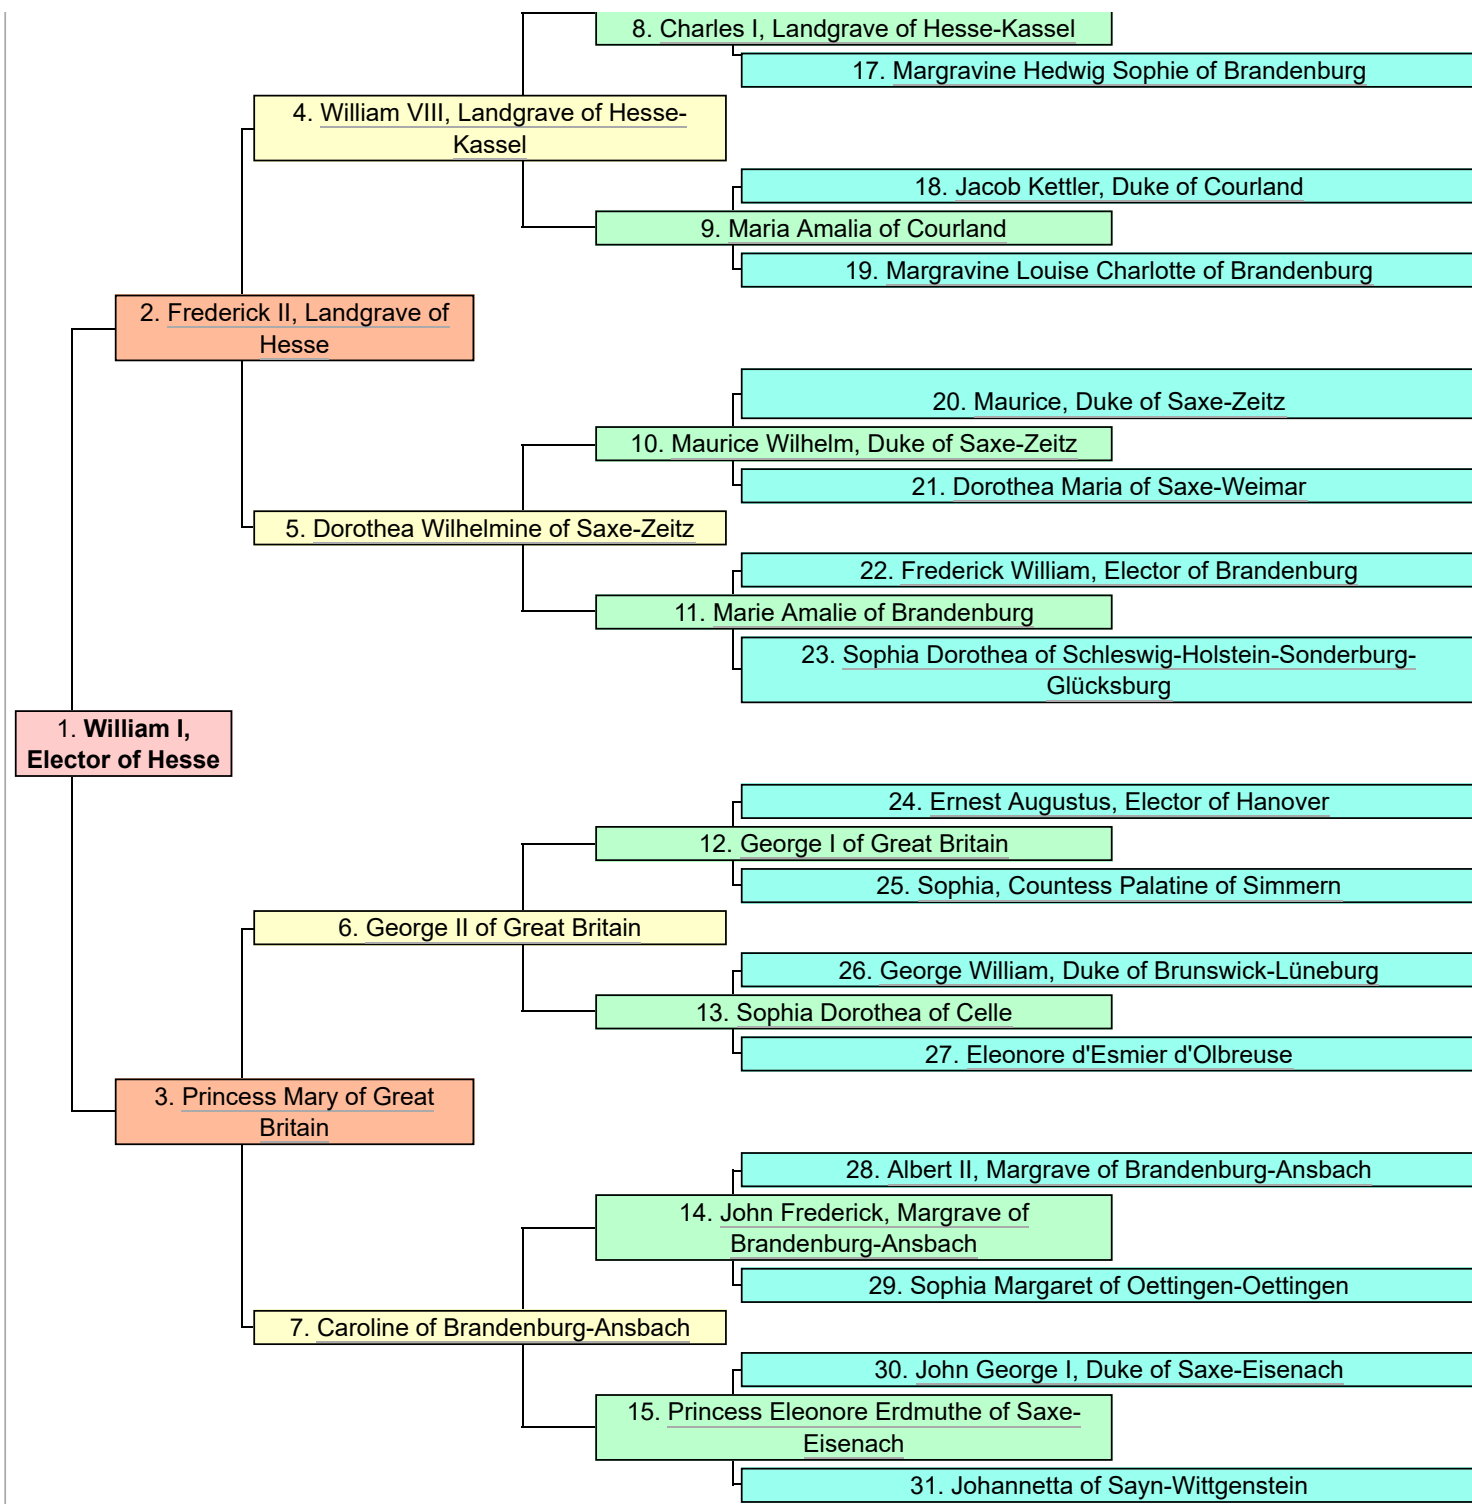 8. Charles I, Landgrave of Hesse-Kassel
17. Margravine Hedwig Sophie of Brandenburg
4. William VIII, Landgrave of Hesse-
Kassel
18. Jacob Kettler, Duke of Courland
9. Maria Amalia of Courland
19. Margravine Louise Charlotte of Brandenburg
2. Frederick II, Landgrave of
Hesse
20. Maurice, Duke of Saxe-Zeitz
10. Maurice Wilhelm, Duke of Saxe-Zeitz
21. Dorothea Maria of Saxe-Weimar
5. Dorothea Wilhelmine of Saxe-Zeitz
22. Frederick William, Elector of Brandenburg
11. Marie Amalie of Brandenburg
23. Sophia Dorothea of Schleswig-Holstein-Sonderburg-
Glücksburg
1. William I,
Elector of Hesse
24. Ernest Augustus, Elector of Hanover
12. George I of Great Britain
25. Sophia, Countess Palatine of Simmern
6. George II of Great Britain
26. George William, Duke of Brunswick-Lüneburg
13. Sophia Dorothea of Celle
27. Eleonore d'Esmier d'Olbreuse
3. Princess Mary of Great
Britain
28. Albert II, Margrave of Brandenburg-Ansbach
14. John Frederick, Margrave of
Brandenburg-Ansbach
29. Sophia Margaret of Oettingen-Oettingen
7. Caroline of Brandenburg-Ansbach
30. John George I, Duke of Saxe-Eisenach
15. Princess Eleonore Erdmuthe of Saxe-
Eisenach
31. Johannetta of Sayn-Wittgenstein